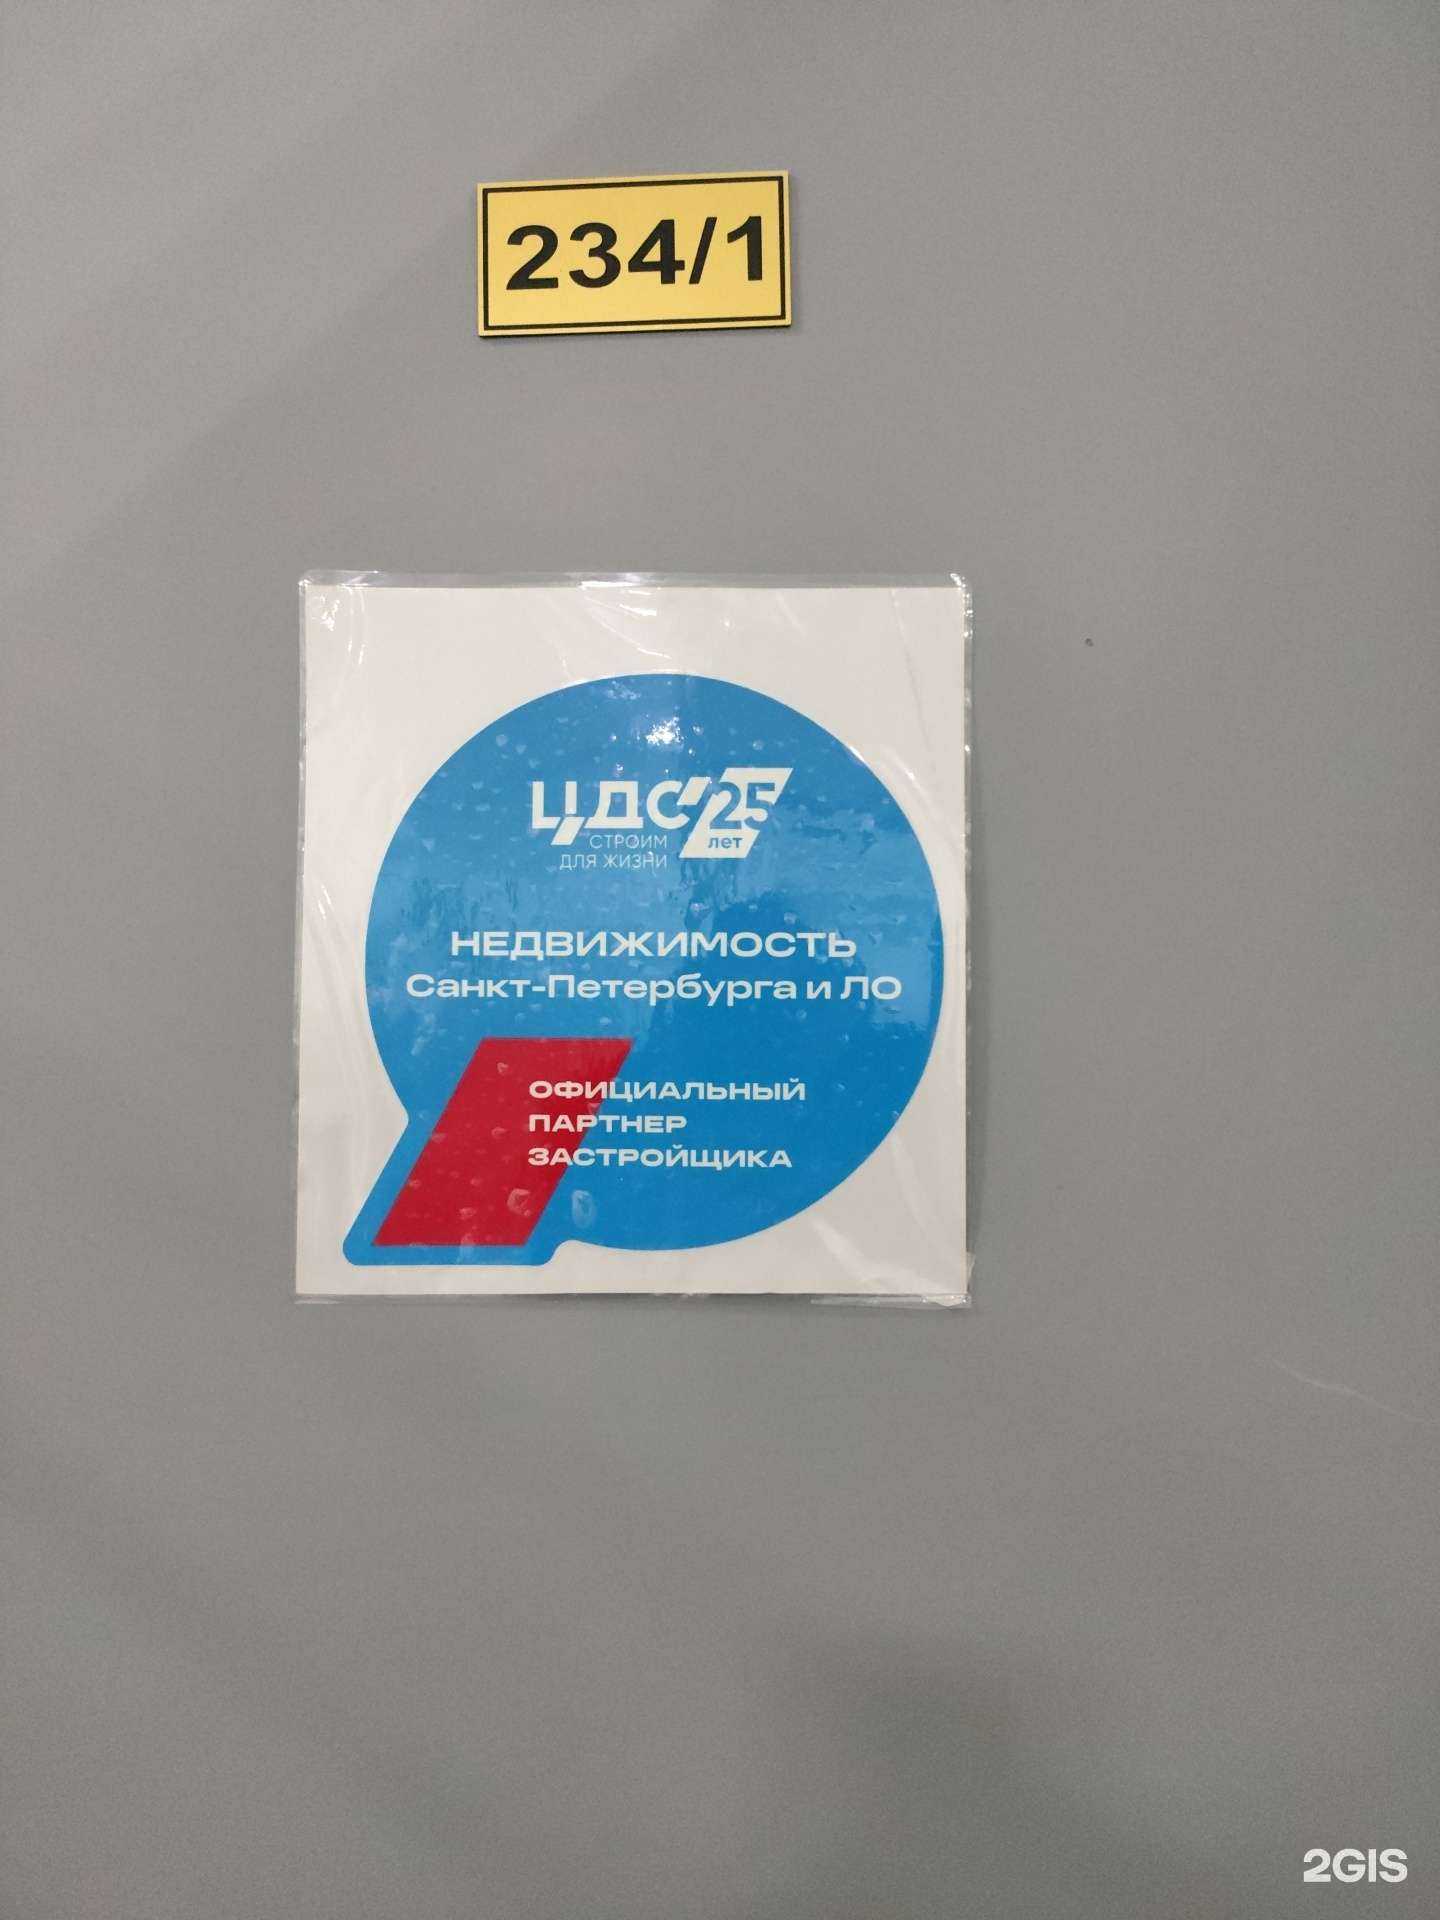 234/1
ЦДС 25
СТРОИМ лет
ДЛЯ ЖИЗНИ
НЕДВИЖИМОСТЬ
Санкт-Петербурга и ЛО
ОФИЦИАЛЬНЫЙ
ПАРТНЕР
ЗАСТРОЙЩИКА
2GIS